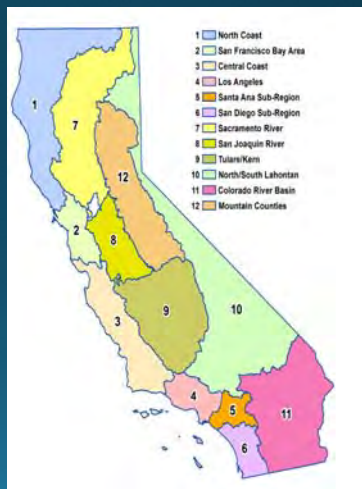 1 North Coast
2 San Francisco Bay Area
3 Central Coast
4 Los Angeles
5 Santa Ana Sub-Region
6 San Diego Sub-Region
7 Sacramento River
8 San Joaquin River
9 Tulare/Kern
10 North/South Lahontan
11 Colorado River Basin
12 Mountain Counties
1
7
12
2
8
3
9
10
4
5
11
6